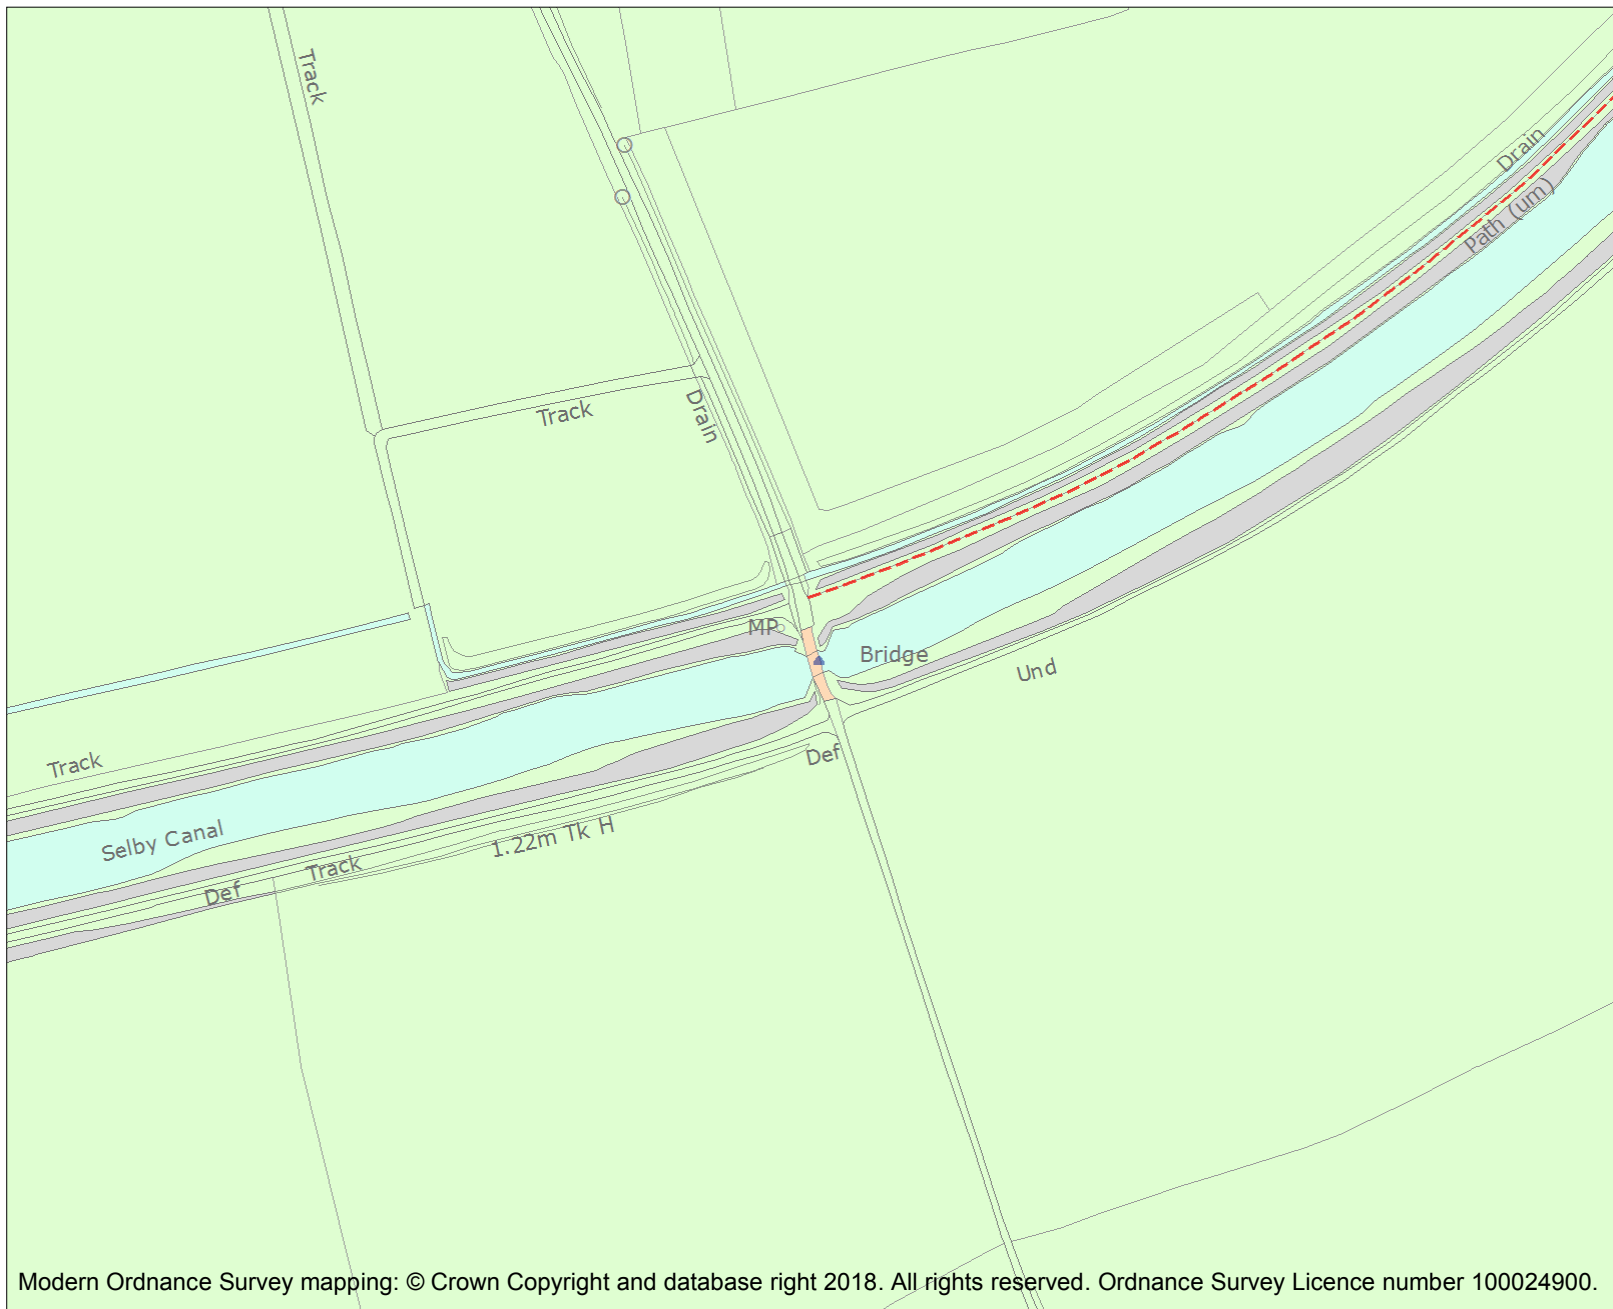 Track
Drain
Path (um)
Track
Drain
MP
Bridge
Und
Track
Def
Selby Canal
1.22m Tk H
Track
Def
Modern Ordnance Survey mapping: © Crown Copyright and database right 2018. All rights reserved. Ordnance Survey Licence number 100024900.